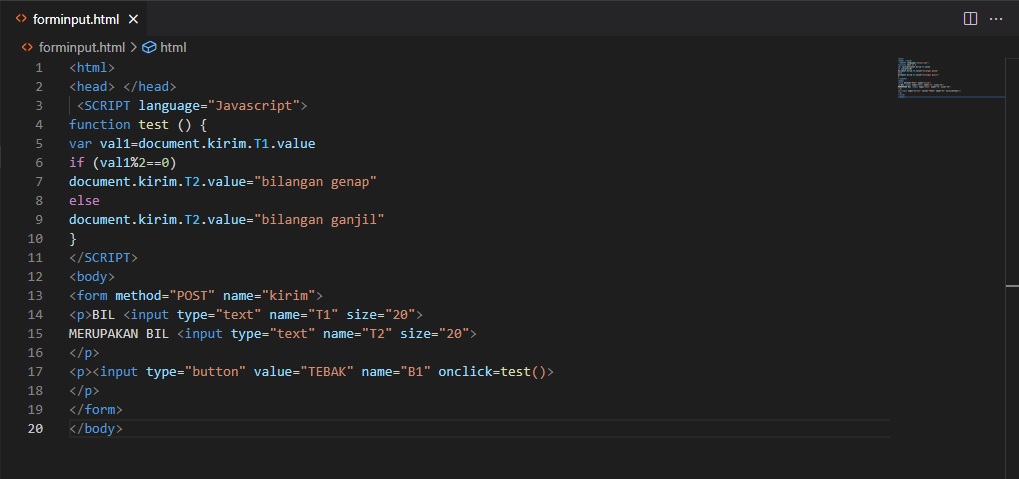 forminput.html
forminput.html > html
1 <html>
2 <head> </head>
3 <SCRIPT language="Javascript">
4 function test () {
5 var val1=document.kirim.T1.value
6 if (val1%2==0)
7 document.kirim.T2.value="bilangan genap"
8 else
9 document.kirim.T2.value="bilangan ganjil"
10 }
11 </SCRIPT>
12 <body>
13 <form method="POST" name="kirim">
14 <p>BIL <input type="text" name="T1" size="20">
15 MERUPAKAN BIL <input type="text" name="T2" size="20">
16 </p>
17 <p><input type="button" value="TEBAK" name="B1" onclick=test()>
18 </p>
19 </form>
20 </body>